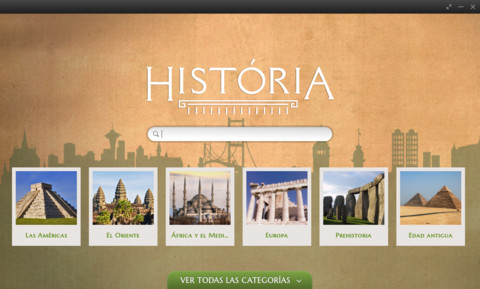 HISTÓRIA
LAS AMÉRICAS
EL ORIENTE
ÁFRICA Y EL MEDI...
EUROPA
PREHISTORIA
EDAD ANTIGUA
VER TODAS LAS CATEGORÍAS